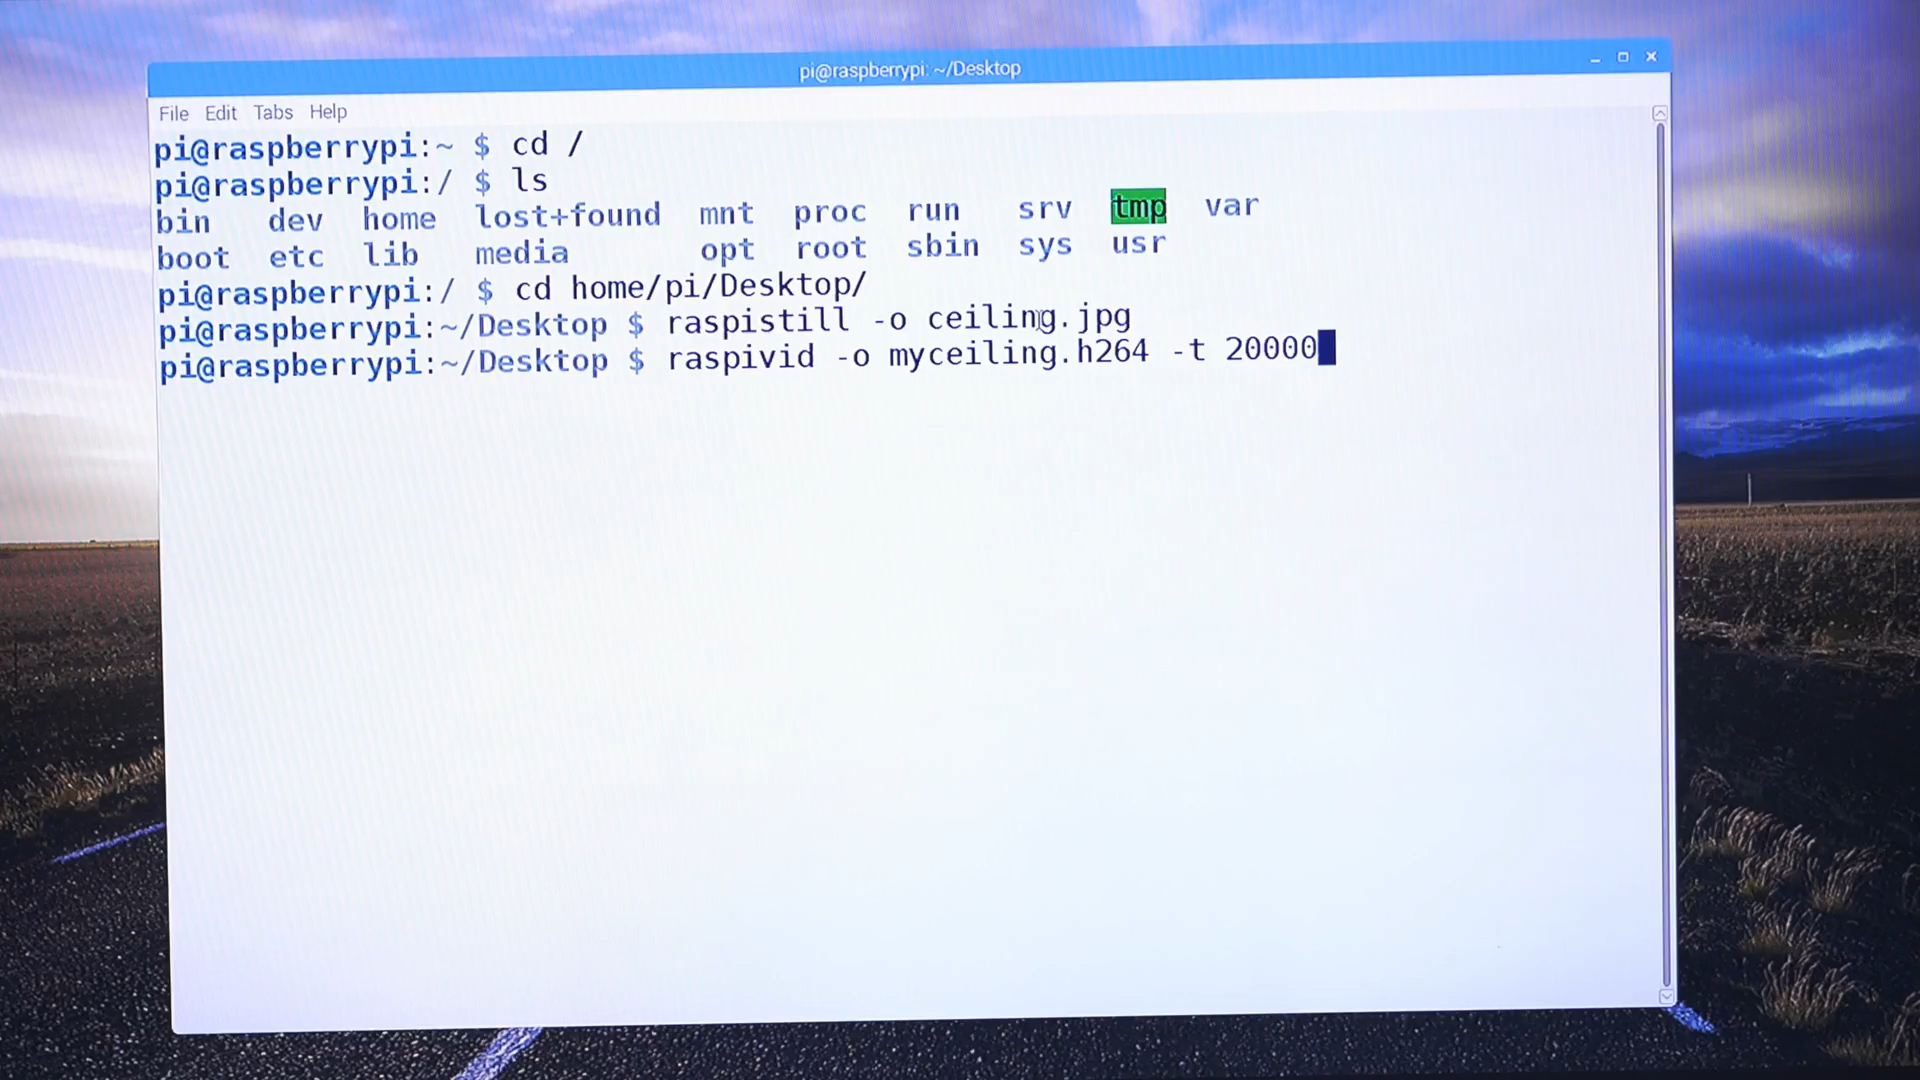 pi@raspberrypi: ~/Desktop
File Edit Tabs Help
pi@raspberrypi:~ $ cd /
pi@raspberrypi:/ $ ls
bin dev home lost+found mnt proc run srv tmp var
boot etc lib media opt root sbin sys usr
pi@raspberrypi:/ $ cd home/pi/Desktop/
pi@raspberrypi:~/Desktop $ raspistill -o ceiling.jpg
pi@raspberrypi:~/Desktop $ raspivid -o myceiling.h264 -t 20000